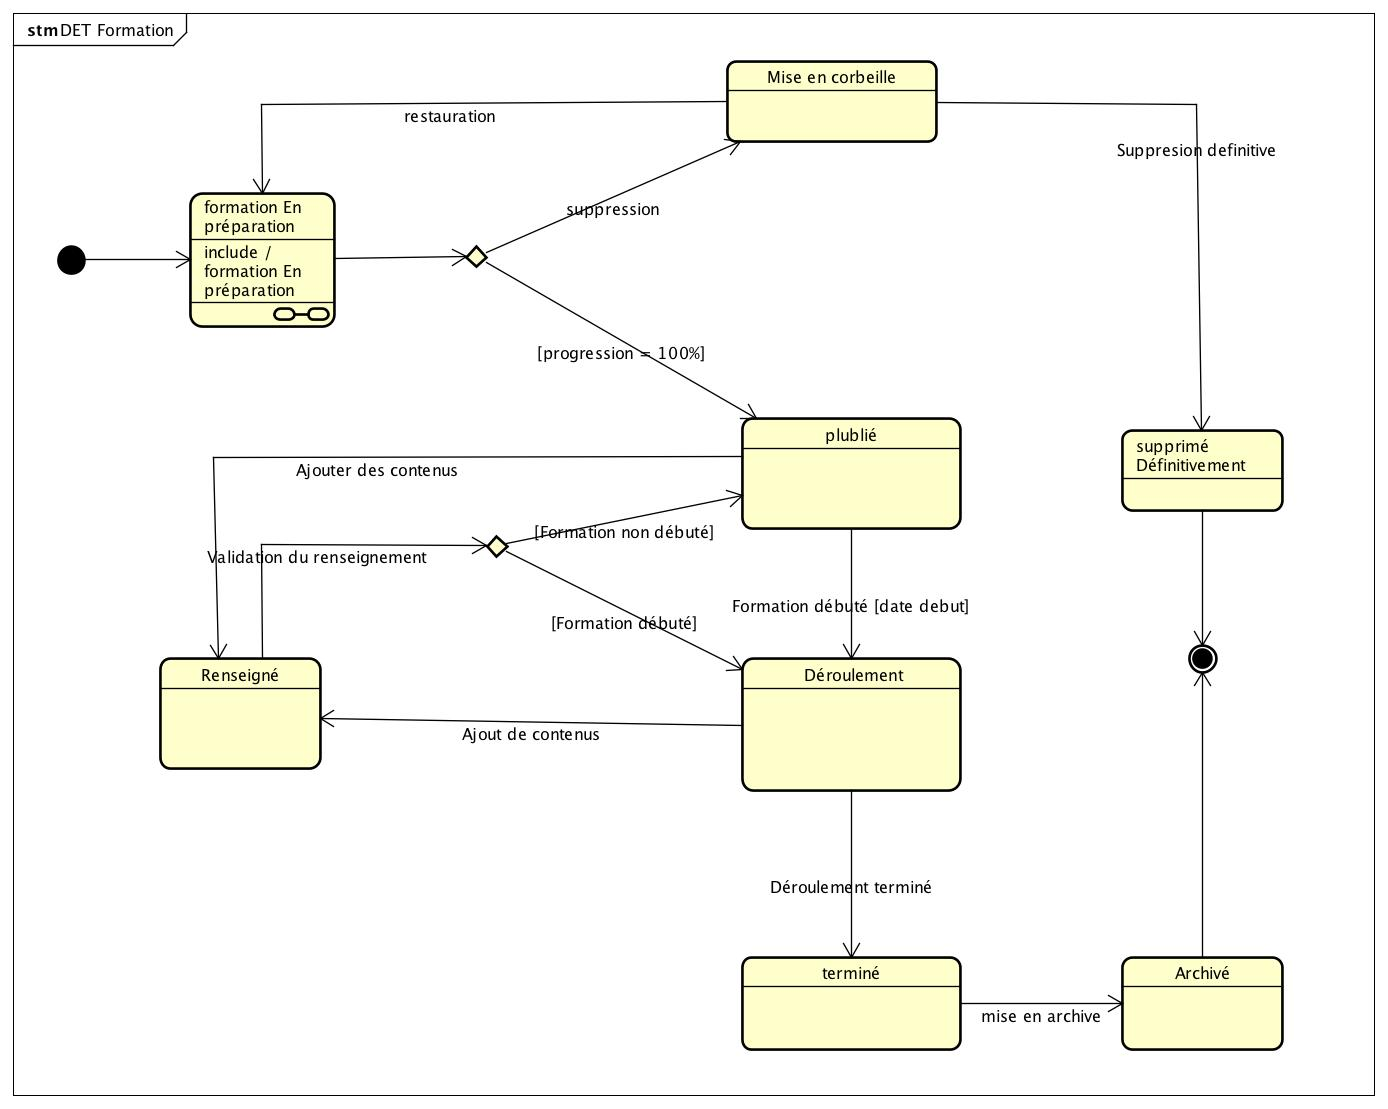 stm DET Formation
Mise en corbeille
restauration
Suppresion definitive
formation En
préparation
include /
formation En
préparation
suppression
[progression = 100%]
plublié
supprimé
Définitivement
Ajouter des contenus
[Formation non débuté]
Validation du renseignement
Formation débuté [date debut]
[Formation débuté]
Renseigné
Déroulement
Ajout de contenus
Déroulement terminé
terminé
Archivé
mise en archive